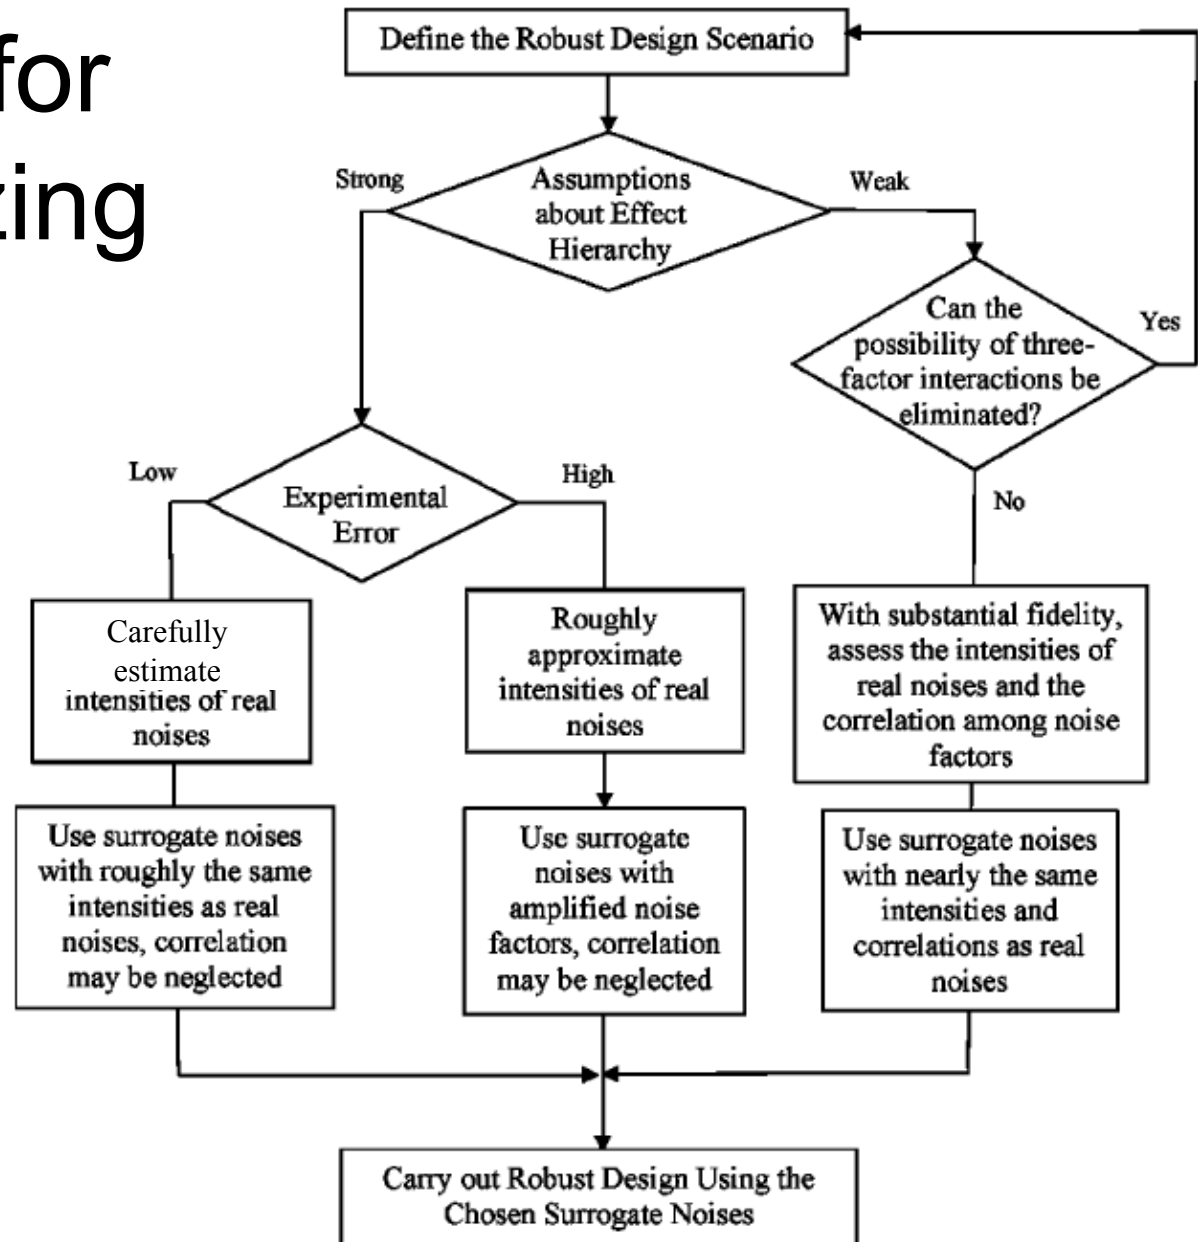 for
zing
Define the Robust Design Scenario
Strong
Assumptions
about Effect
Hierarchy
Weak
Can the
possibility of three-
factor interactions be
eliminated?
Yes
No
Low
Experimental
Error
High
Carefully
estimate
intensities of real
noises
Roughly
approximate
intensities of real
noises
With substantial fidelity,
assess the intensities of
real noises and the
correlation among noise
factors
Use surrogate noises
with roughly the same
intensities as real
noises, correlation
may be neglected
Use surrogate
noises with
amplified noise
factors, correlation
may be neglected
Use surrogate noises
with nearly the same
intensities and
correlations as real
noises
Carry out Robust Design Using the
Chosen Surrogate Noises